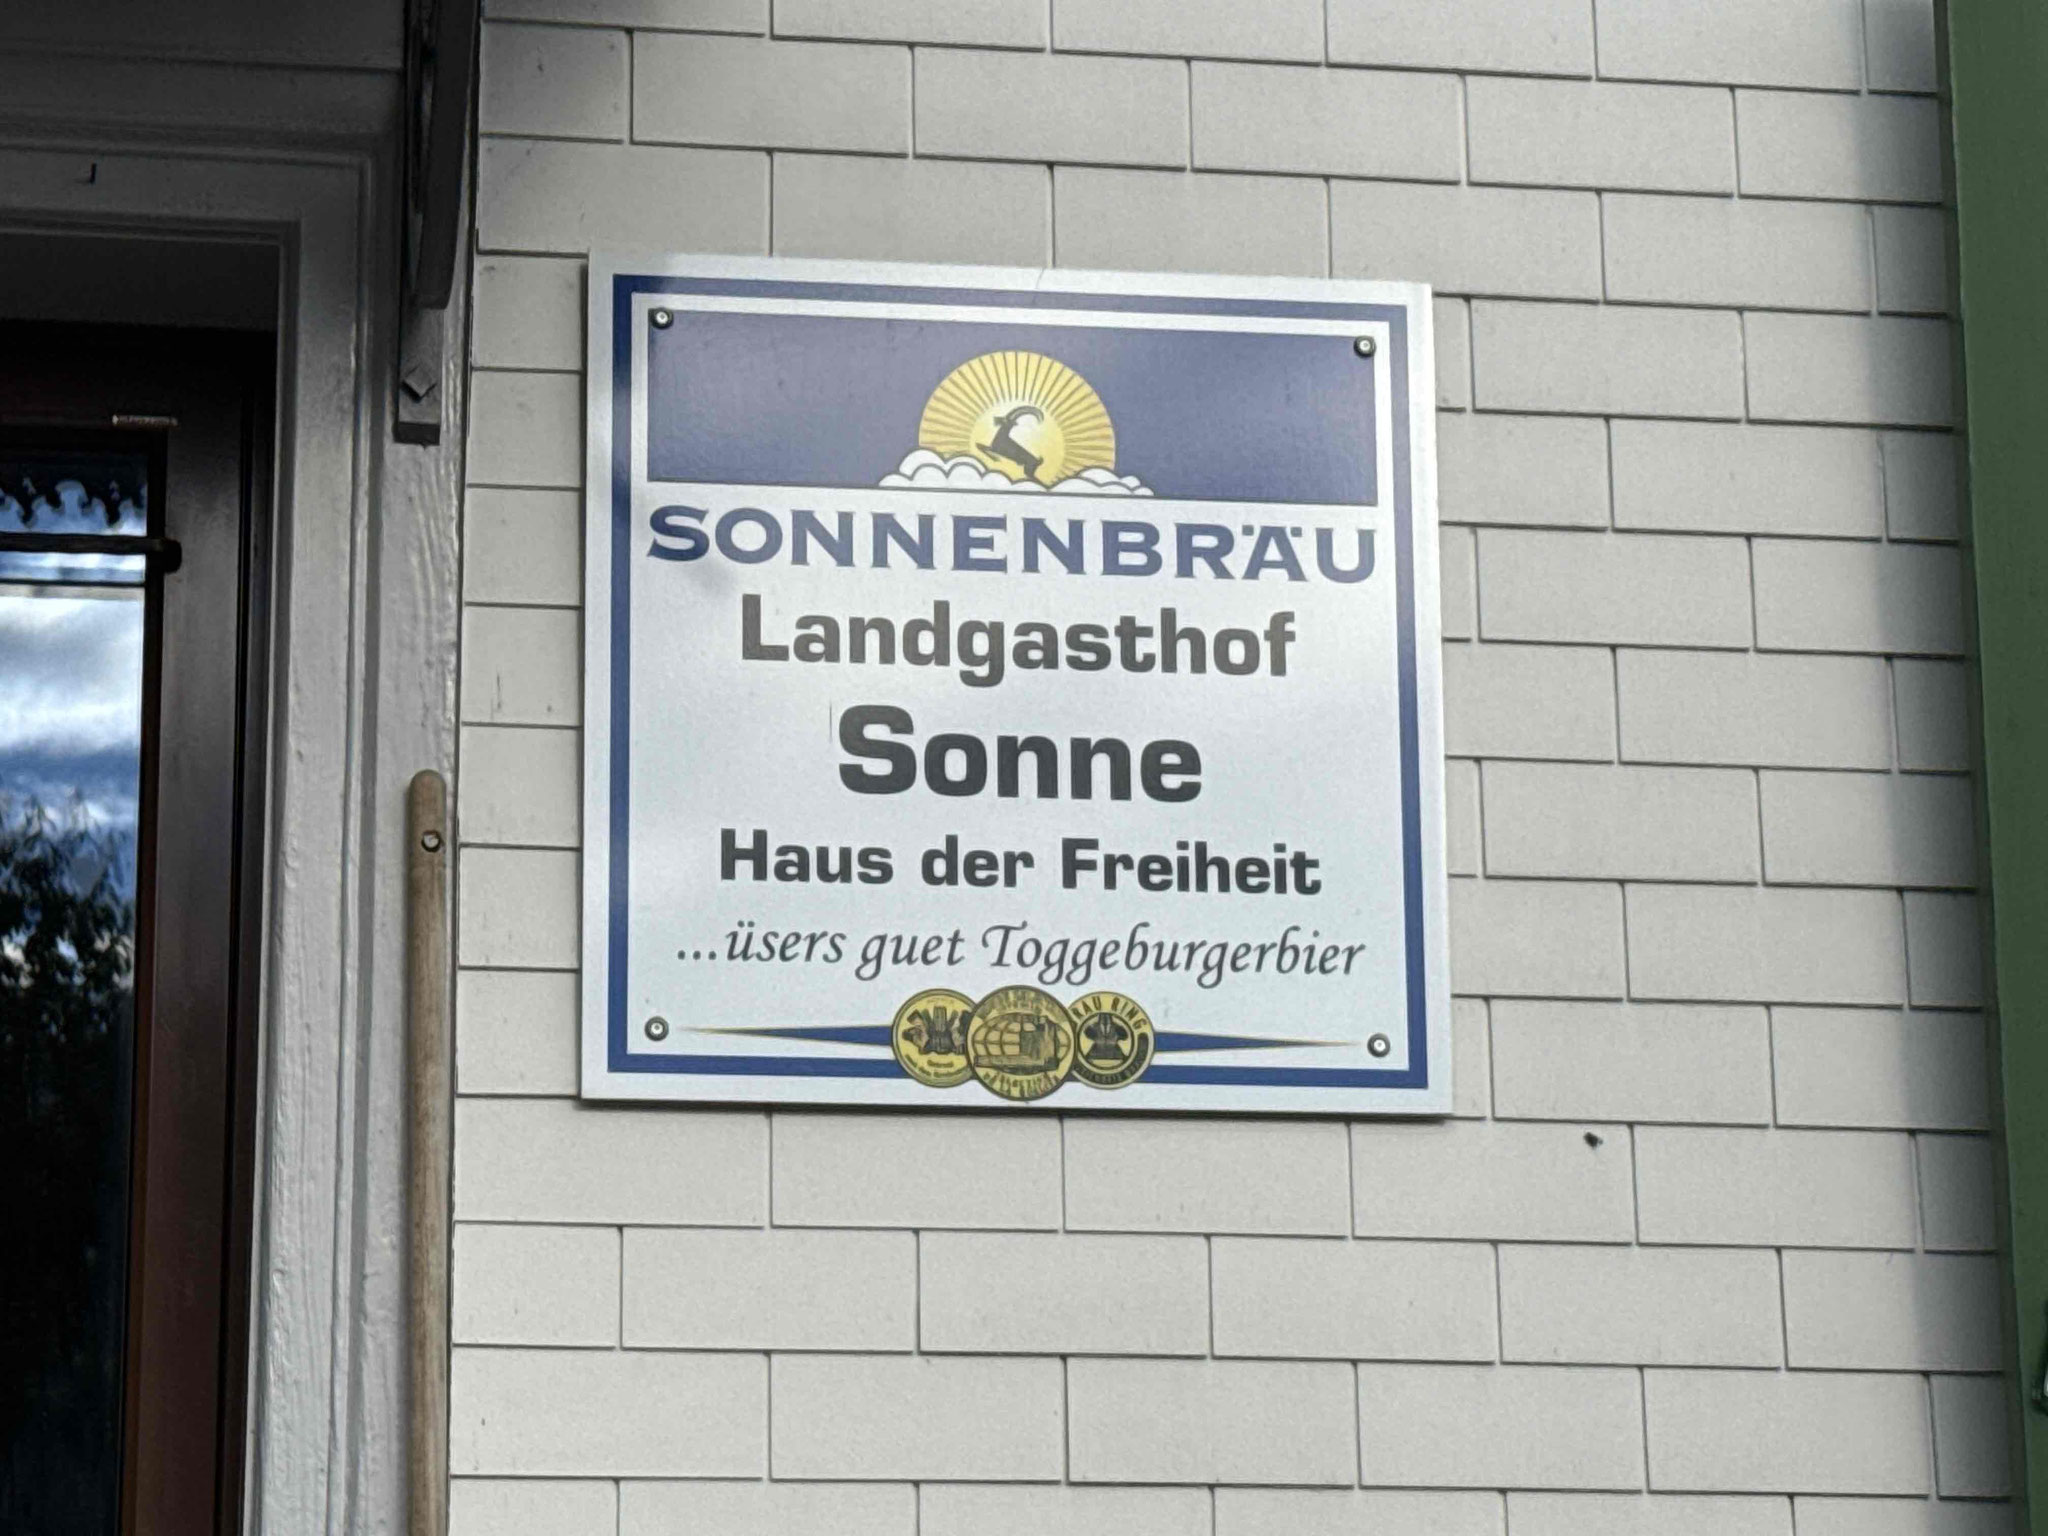 SONNENBRÄU
Landgasthof
Sonne
Haus der Freiheit
...üsers guet Toggeburgerbier